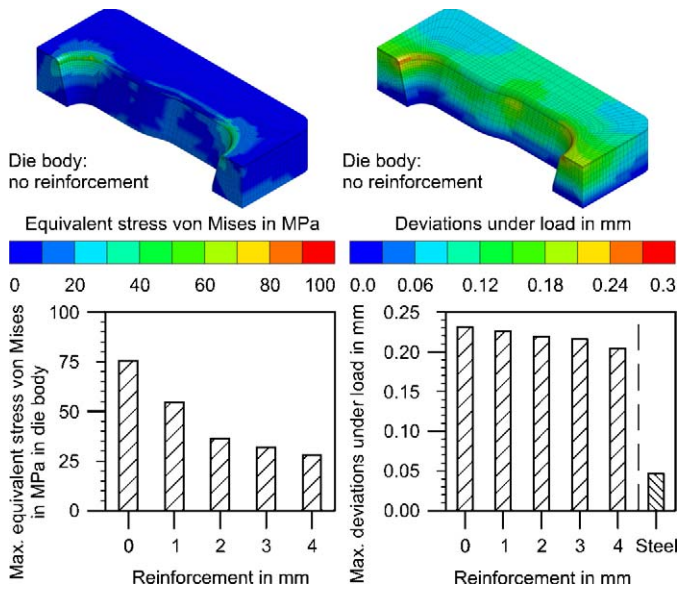 Die body:
no reinforcement
Die body:
no reinforcement
Equivalent stress von Mises in MPa
0 20 40 60 80 100
Deviations under load in mm
0.0 0.06 0.12 0.18 0.24 0.3
Max. equivalent stress von Mises
in MPa in die body
100
75
50
25
0
0 1 2 3 4
Reinforcement in mm
Max. deviations under load in mm
0.25
0.20
0.15
0.10
0.05
0.00
0 1 2 3 4 Steel
Reinforcement in mm